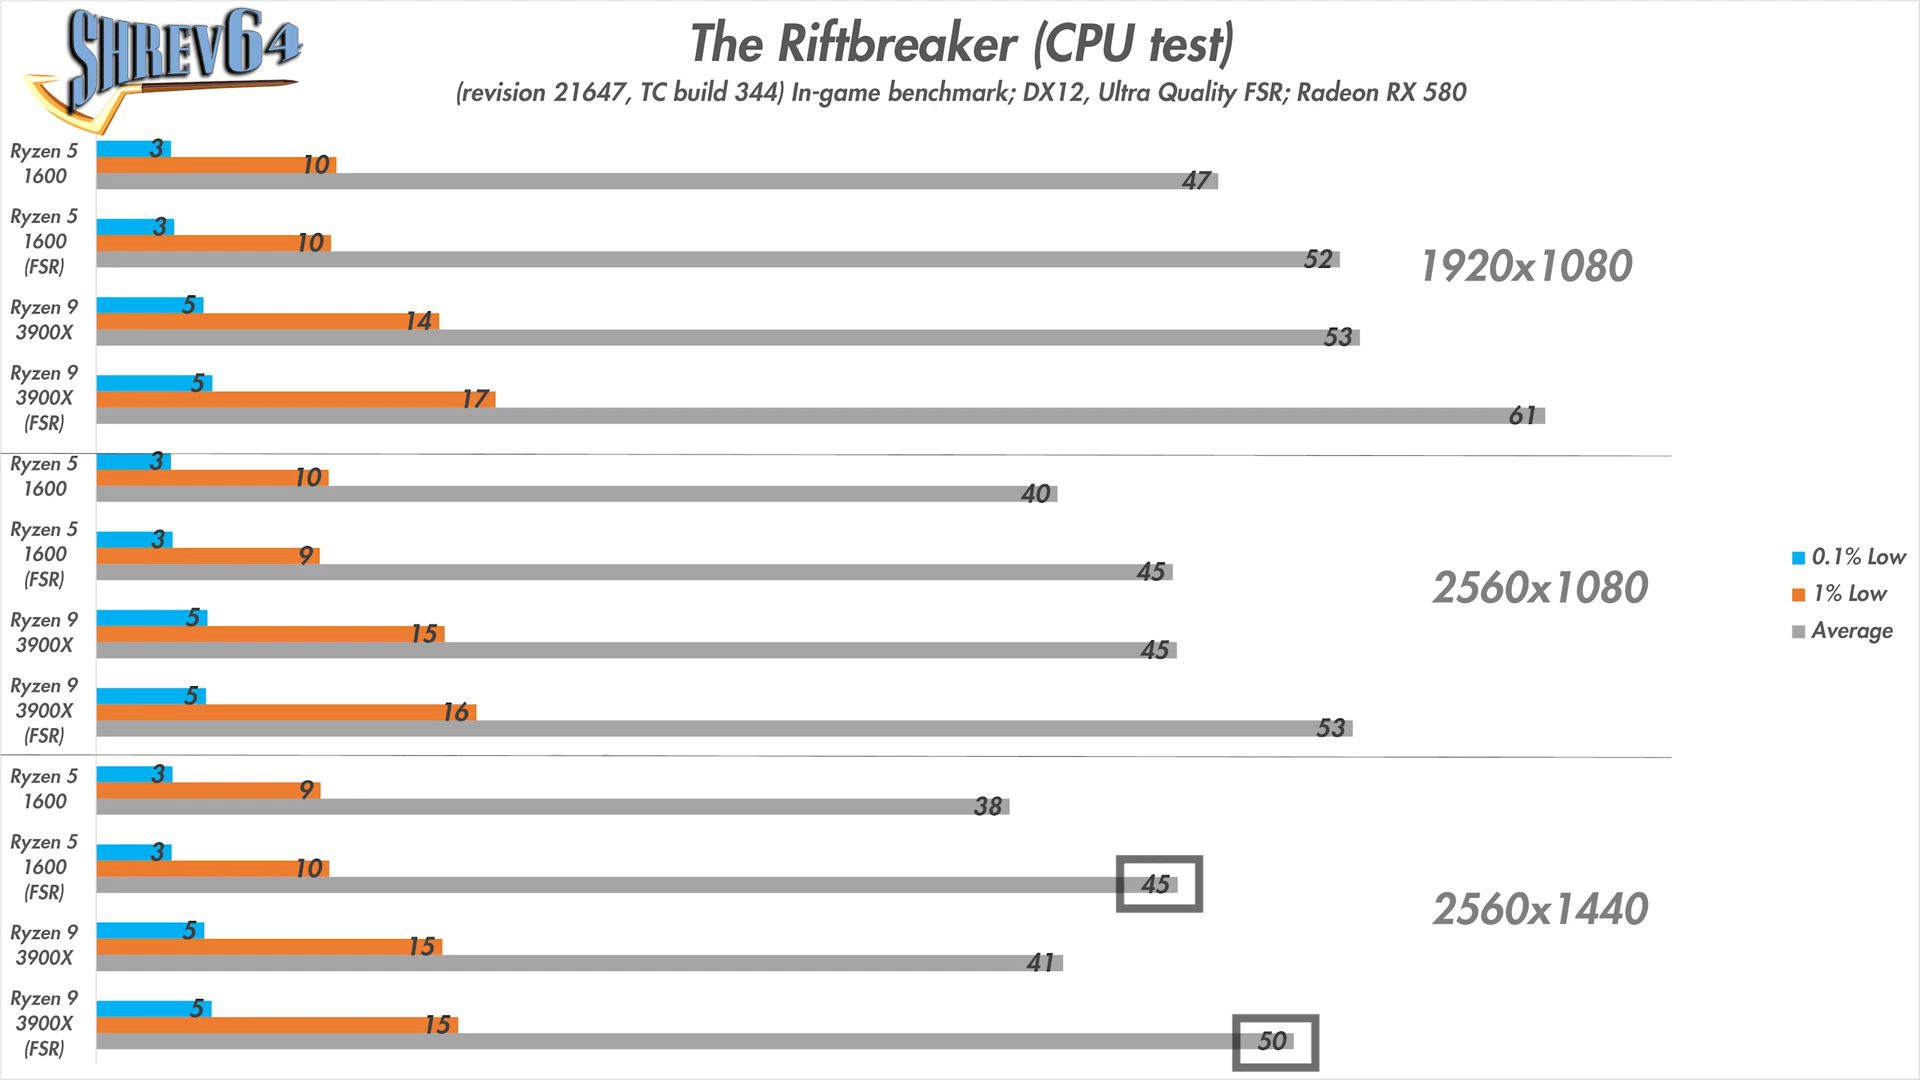 SHREV64
The Riftbreaker (CPU test)
(revision 21647, TC build 344) In-game benchmark; DX12, Ultra Quality FSR; Radeon RX 580
Ryzen 5
1600
3
10
47
Ryzen 5
1600
(FSR)
3
10
52
1920x1080
Ryzen 9
3900X
5
14
53
Ryzen 9
3900X
(FSR)
5
17
61
Ryzen 5
1600
3
10
40
Ryzen 5
1600
(FSR)
3
9
45
2560x1080
Ryzen 9
3900X
5
15
45
Ryzen 9
3900X
(FSR)
5
16
53
0.1% Low
1% Low
Average
Ryzen 5
1600
3
9
38
Ryzen 5
1600
(FSR)
3
10
45
2560x1440
Ryzen 9
3900X
5
15
41
Ryzen 9
3900X
(FSR)
5
15
50